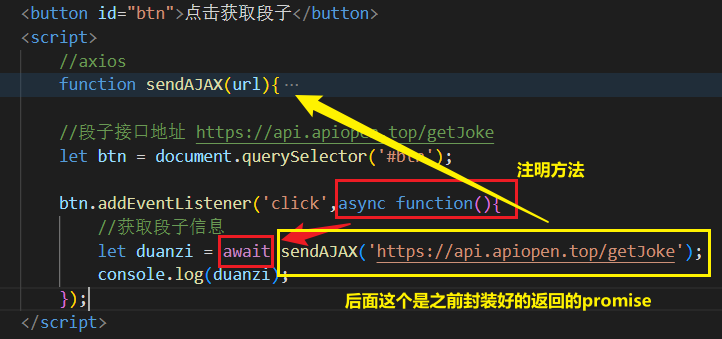 <button id="btn">点击获取段子</button>
<script>
//axios
function sendAJAX(url){ ···
//段子接口地址 https://api.apiopen.top/getJoke
let btn = document.querySelector('#btn');
注明方法
btn.addEventListener('click',async function(){
//获取段子信息
let duanzi = await sendAJAX('https://api.apiopen.top/getJoke');
console.log(duanzi);
});
后面这个是之前封装好的返回的promise
</script>